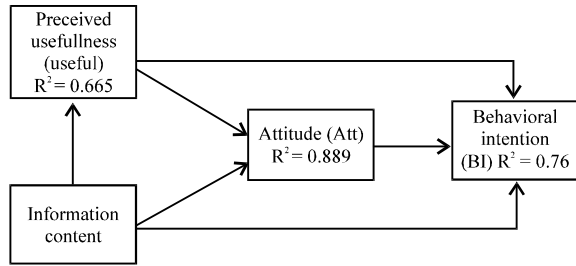 Preceived
usefullness
(useful)
R² = 0.665
Attitude (Att)
R² = 0.889
Behavioral
intention
(BI) R² = 0.76
Information
content